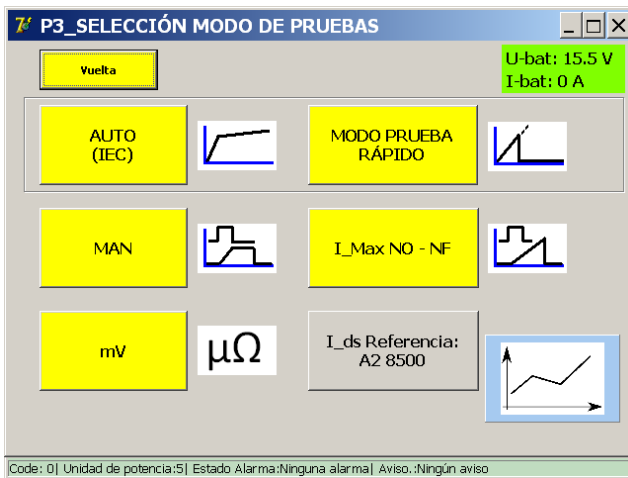 P3_SELECCIÓN MODO DE PRUEBAS
Vuelta
U-bat: 15.5 V
I-bat: 0 A
AUTO
(IEC)
MODO PRUEBA
RÁPIDO
MAN
I_Max NO - NF
mV
µΩ
I_ds Referencia:
A2 8500
Code: 0| Unidad de potencia:5| Estado Alarma:Ninguna alarma| Aviso.:Ningún aviso